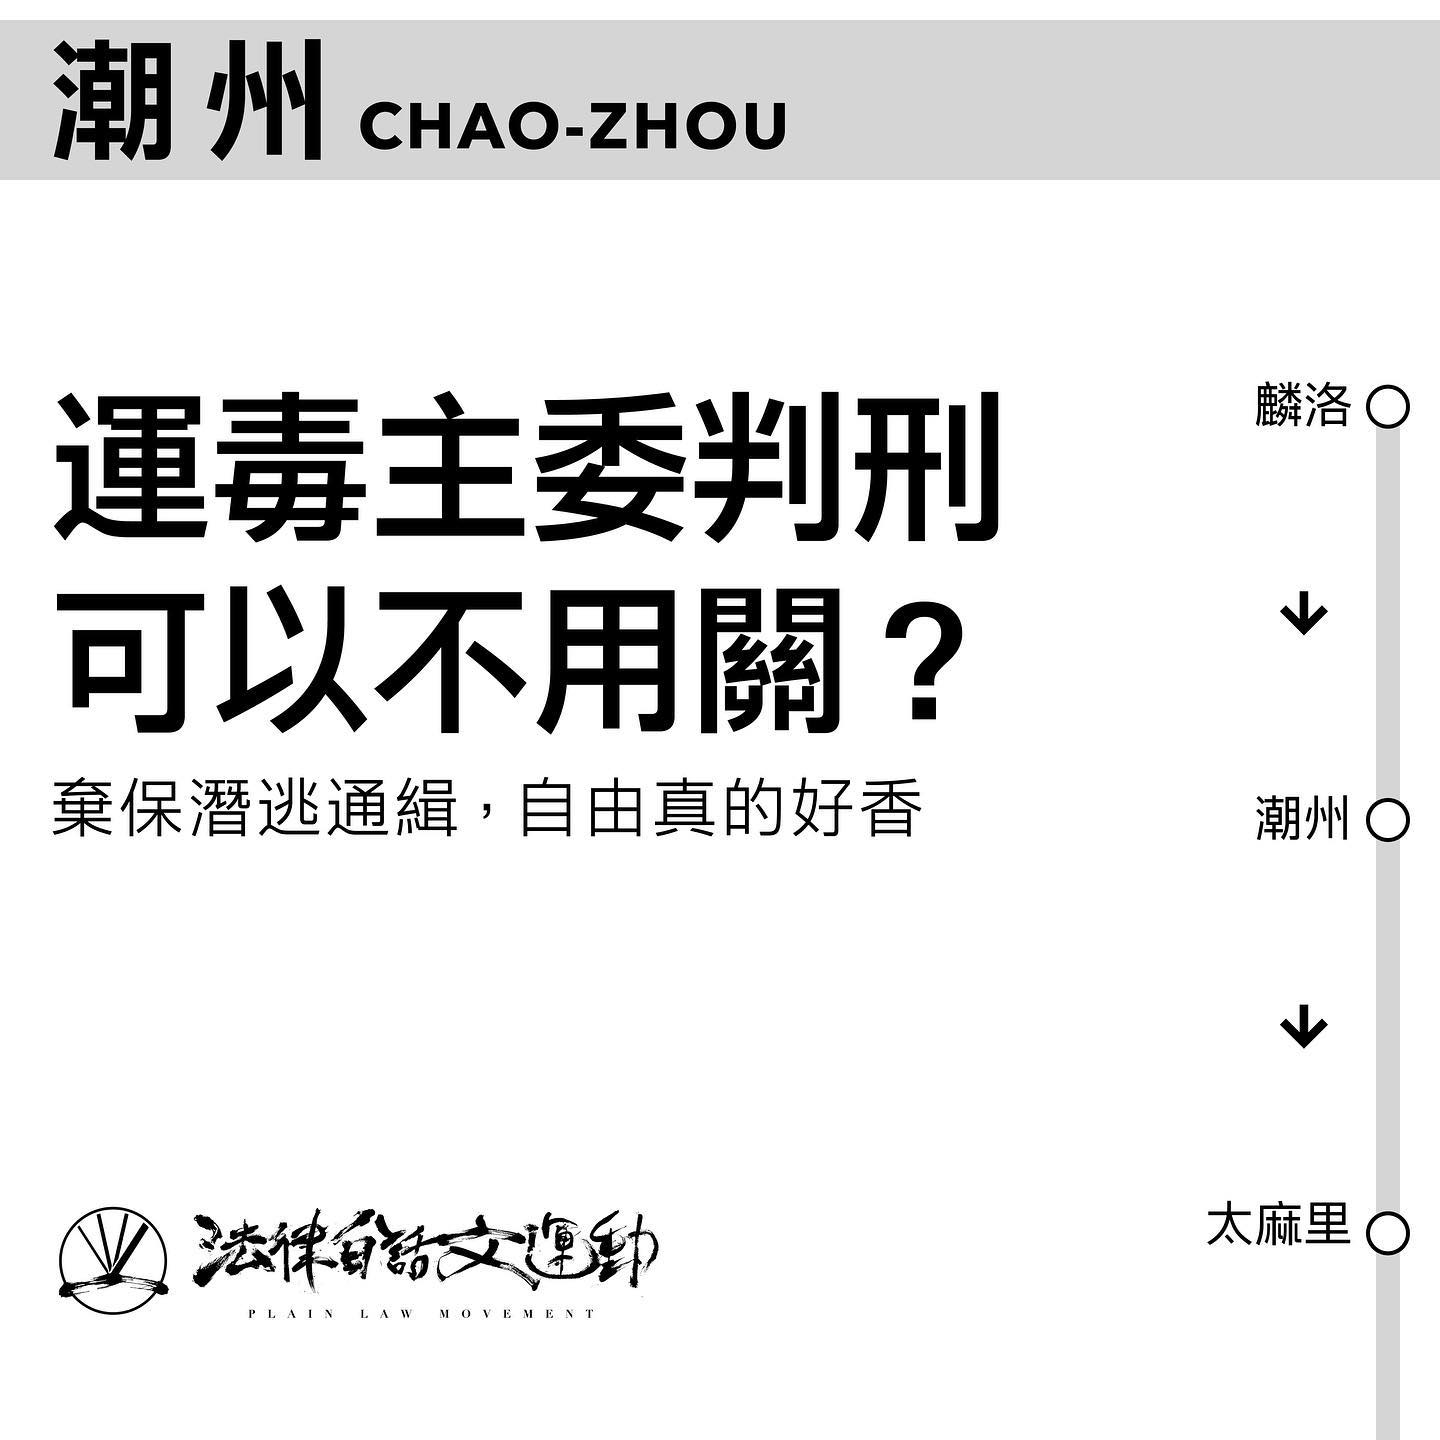 潮州 CHAO-ZHOU
運毒主委判刑
可以不用關？
棄保潛逃通緝，自由真的好香
麟洛
潮州
太麻里
法律白話文運動
PLAIN LAW MOVEMENT